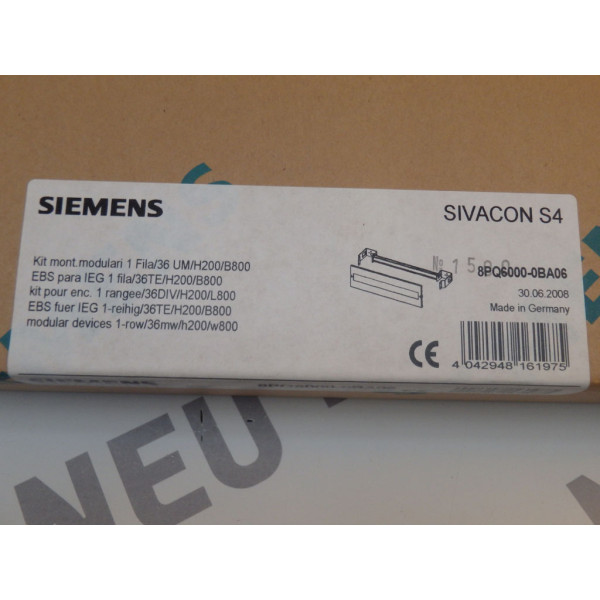 SIEMENS
SIVACON S4
Kit mont.modulari 1 Fila/36 UM/H200/B800
EBS para IEG 1 fila/36TE/H200/B800
kit pour enc. 1 rangee/36DIV/H200/L800
EBS fuer IEG 1-reihig/36TE/H200/B800
modular devices 1-row/36mw/h200/w800
8PQ6000-0BA06
30.06.2008
Made in Germany
CE
4 042948 161975
NEU